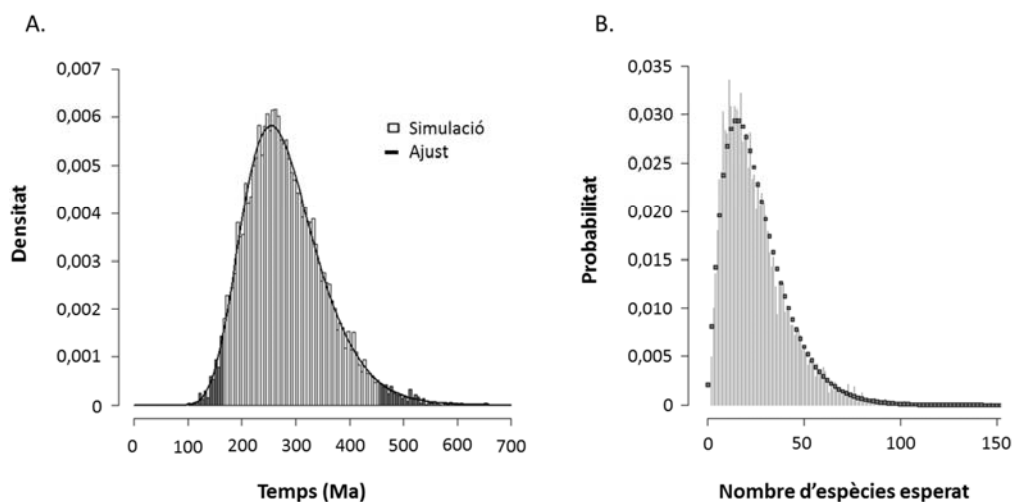 A.
0,007
0,006
0,005
0,004
0,003
0,002
0,001
0
Densitat
Simulació
Ajust
0 100 200 300 400 500 600 700
Temps (Ma)
B.
0,035
0,030
0,025
0,020
0,015
0,010
0,005
0
Probabilitat
0 50 100 150
Nombre d'espècies esperat